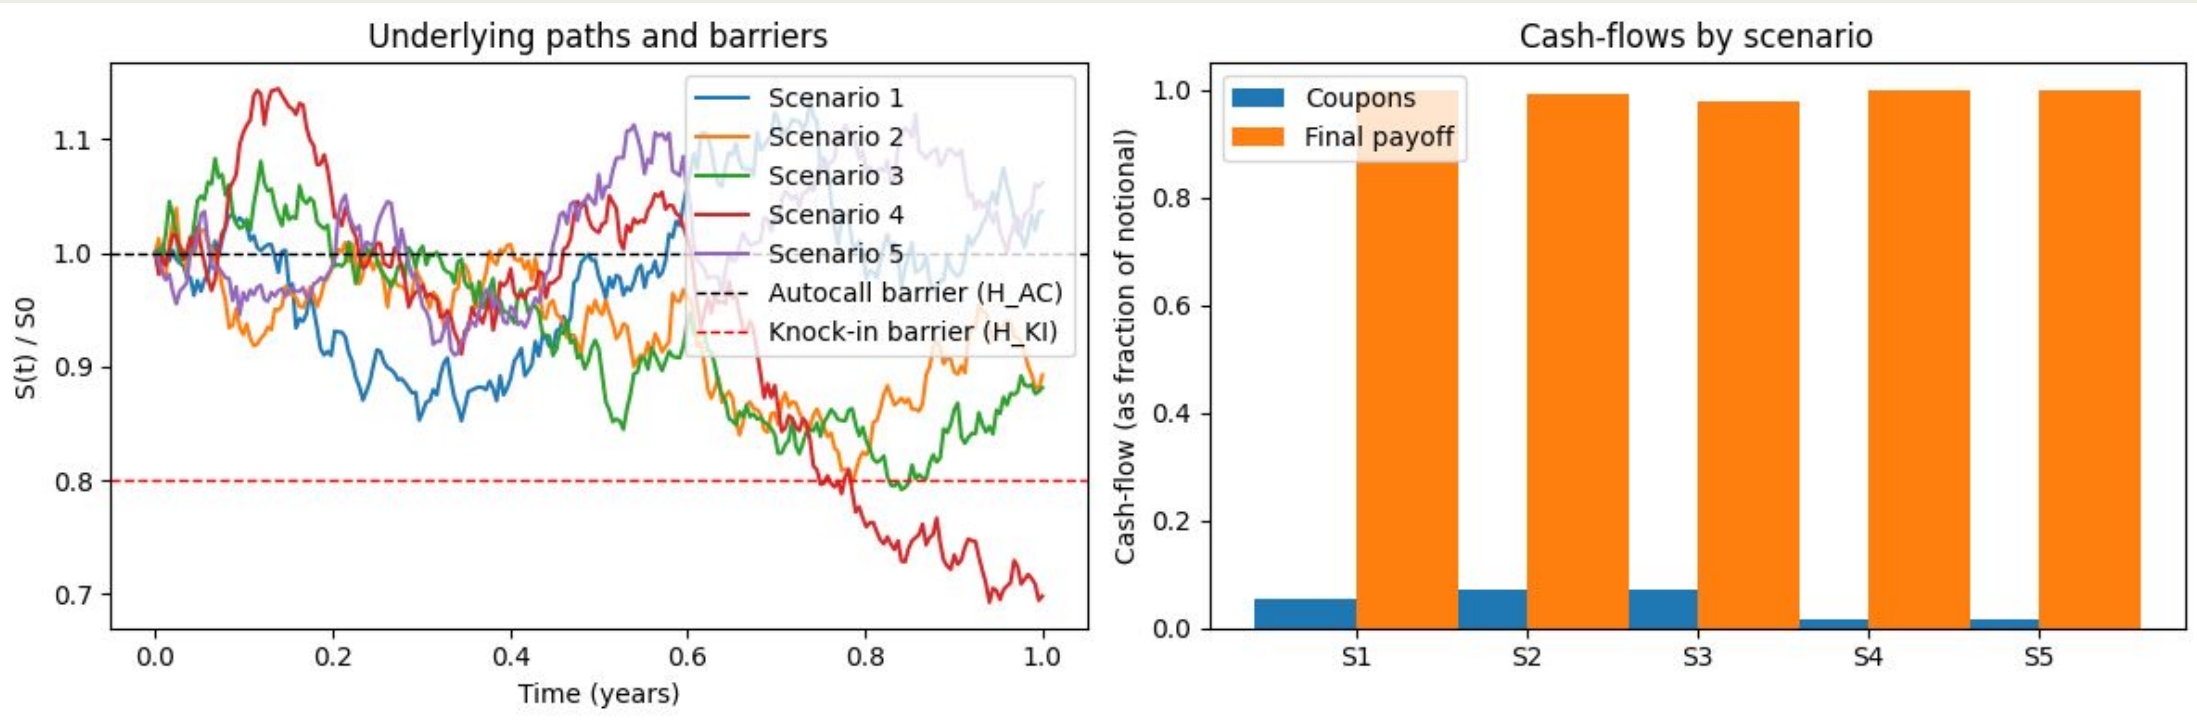 Underlying paths and barriers
S(t) / S0
1.1
1.0
0.9
0.8
0.7
Scenario 1
Scenario 2
Scenario 3
Scenario 4
Scenario 5
Autocall barrier (H_AC)
Knock-in barrier (H_KI)
0.0 0.2 0.4 0.6 0.8 1.0
Time (years)
Cash-flows by scenario
Cash-flow (as fraction of notional)
1.0
0.8
0.6
0.4
0.2
0.0
Coupons
Final payoff
S1 S2 S3 S4 S5